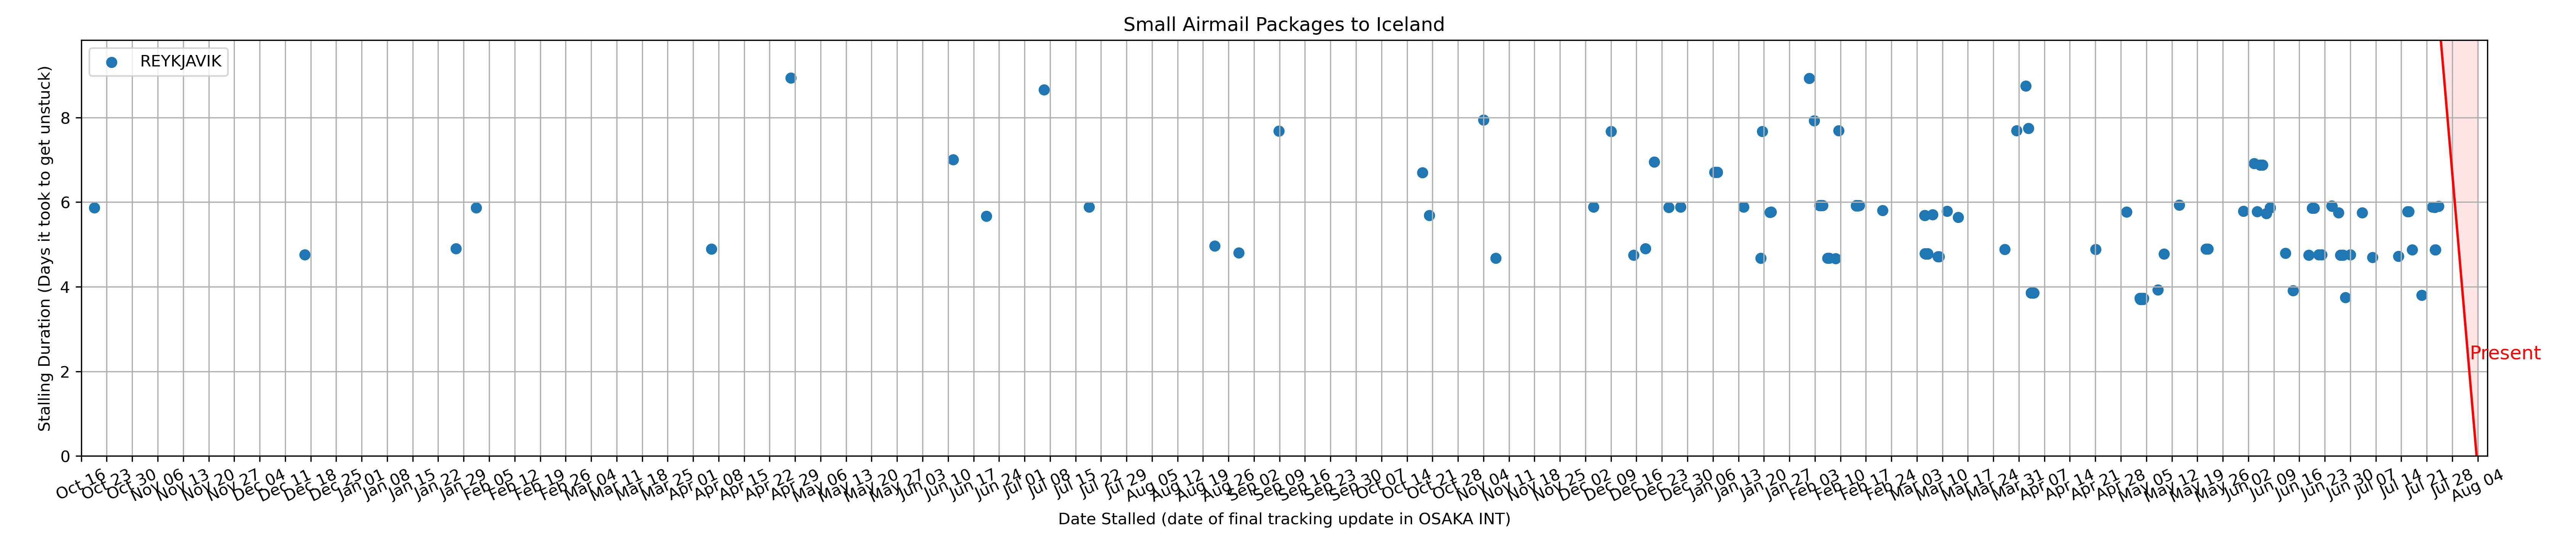 Small Airmail Packages to Iceland
REYKJAVIK
Stalling Duration (Days it took to get unstuck)
8
6
4
2
0
Present
Oct 16 Oct 23 Oct 30 Nov 06 Nov 13 Nov 20 Nov 27 Dec 04 Dec 11 Dec 18 Dec 25 Jan 01 Jan 08 Jan 15 Jan 22 Jan 29 Feb 05 Feb 12 Feb 19 Feb 26 Mar 04 Mar 11 Mar 18 Mar 25 Apr 01 Apr 08 Apr 15 Apr 22 Apr 29 May 06 May 13 May 20 May 27 Jun 03 Jun 10 Jun 17 Jun 24 Jul 01 Jul 08 Jul 15 Jul 22 Jul 29 Aug 05 Aug 12 Aug 19 Aug 26 Sep 02 Sep 09 Sep 16 Sep 23 Sep 30 Oct 07 Oct 14 Oct 21 Oct 28 Nov 04 Nov 11 Nov 18 Nov 25 Dec 02 Dec 09 Dec 16 Dec 23 Dec 30 Jan 06 Jan 13 Jan 20 Jan 27 Feb 03 Feb 10 Feb 17 Feb 24 Mar 03 Mar 10 Mar 17 Mar 24 Mar 31 Apr 07 Apr 14 Apr 21 Apr 28 May 05 May 12 May 19 May 26 Jun 02 Jun 09 Jun 16 Jun 23 Jun 30 Jul 07 Jul 14 Jul 21 Jul 28 Aug 04
Date Stalled (date of final tracking update in OSAKA INT)